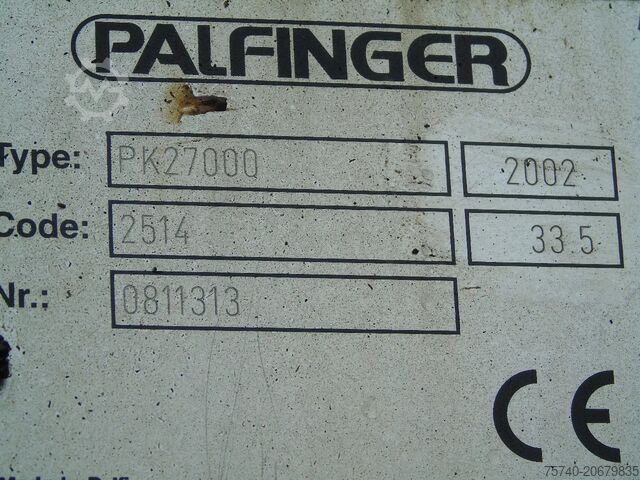 PALFINGER
Type: PK27000 2002
Code: 2514 33.5
Nr.: 0811313
CE
75740-20679835